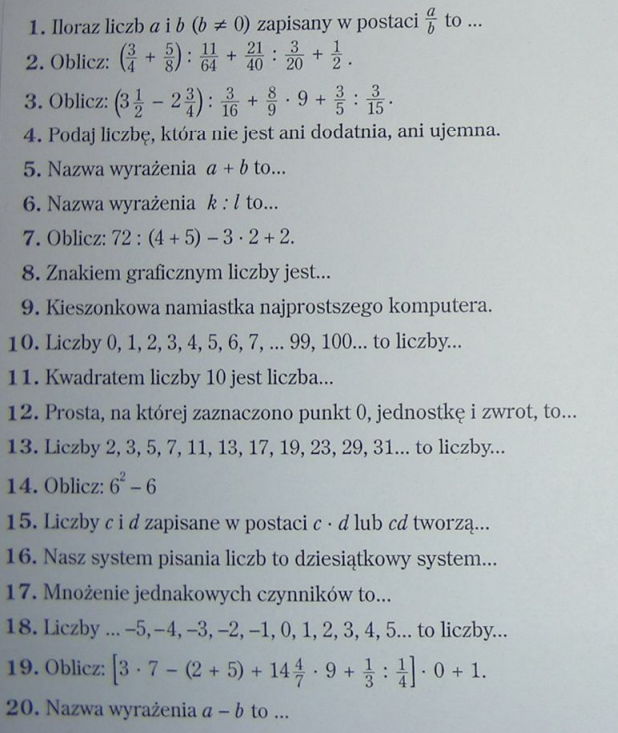 1. Iloraz liczb a i b (b ≠ 0) zapisany w postaci a/b to ...
2. Oblicz: (3/4 + 5/8) : 11/64 + 21/40 : 3/20 + 1/2 .
3. Oblicz: (3 1/2 − 2 3/4) : 3/16 + 8/9 · 9 + 3/5 : 3/15 .
4. Podaj liczbę, która nie jest ani dodatnia, ani ujemna.
5. Nazwa wyrażenia a + b to...
6. Nazwa wyrażenia k : l to...
7. Oblicz: 72 : (4 + 5) − 3 · 2 + 2.
8. Znakiem graficznym liczby jest...
9. Kieszonkowa namiastka najprostszego komputera.
10. Liczby 0, 1, 2, 3, 4, 5, 6, 7, ... 99, 100... to liczby...
11. Kwadratem liczby 10 jest liczba...
12. Prosta, na której zaznaczono punkt 0, jednostkę i zwrot, to...
13. Liczby 2, 3, 5, 7, 11, 13, 17, 19, 23, 29, 31... to liczby...
14. Oblicz: 6² − 6
15. Liczby c i d zapisane w postaci c · d lub cd tworzą...
16. Nasz system pisania liczb to dziesiątkowy system...
17. Mnożenie jednakowych czynników to...
18. Liczby ... −5, −4, −3, −2, −1, 0, 1, 2, 3, 4, 5... to liczby...
19. Oblicz: [3 · 7 − (2 + 5) + 14 4/7 · 9 + 1/3 : 1/4] · 0 + 1.
20. Nazwa wyrażenia a − b to ...